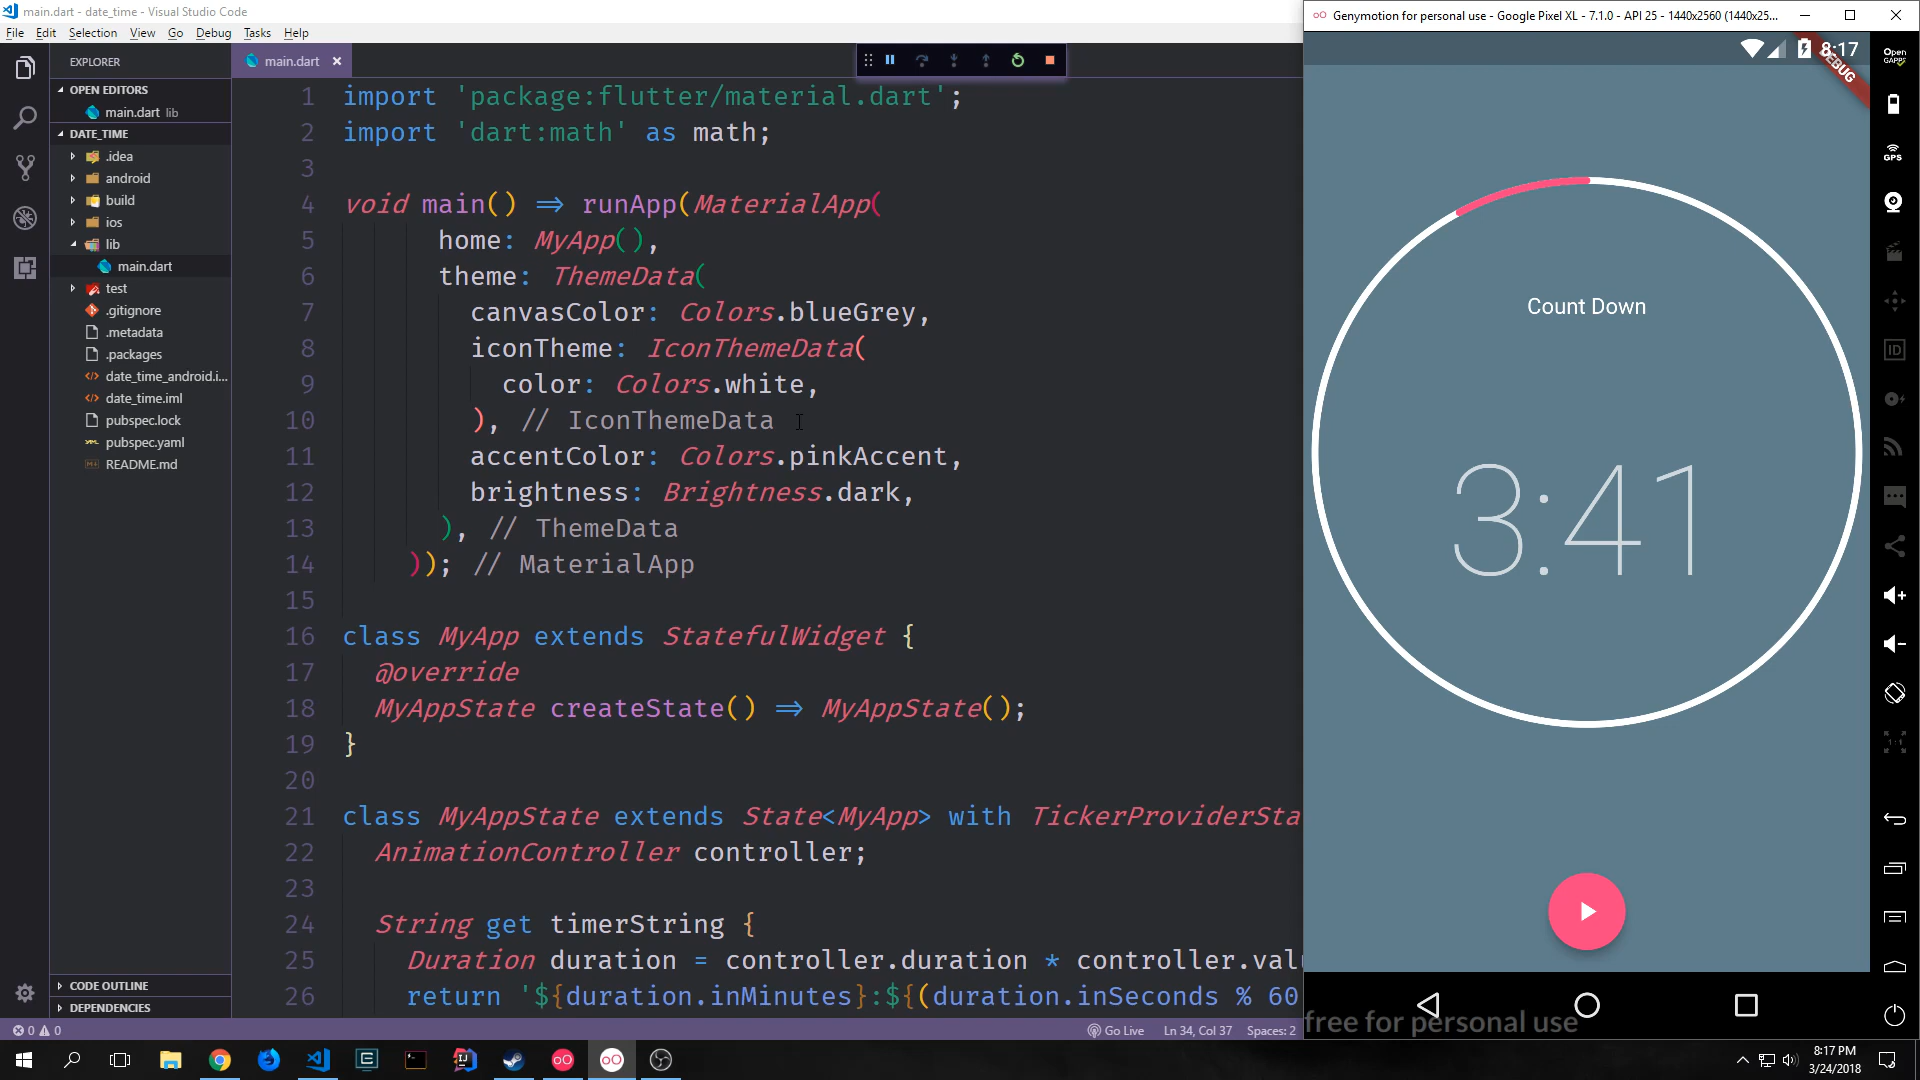 main.dart - date_time - Visual Studio Code
File Edit Selection View Go Debug Tasks Help
EXPLORER
OPEN EDITORS
main.dart lib
DATE_TIME
.idea
android
build
ios
lib
main.dart
test
.gitignore
.metadata
.packages
date_time_android.i...
date_time.iml
pubspec.lock
pubspec.yaml
README.md
CODE OUTLINE
DEPENDENCIES
main.dart
1 import 'package:flutter/material.dart';
2 import 'dart:math' as math;
3
4 void main() => runApp(MaterialApp(
5 home: MyApp(),
6 theme: ThemeData(
7 canvasColor: Colors.blueGrey,
8 iconTheme: IconThemeData(
9 color: Colors.white,
10 ), // IconThemeData
11 accentColor: Colors.pinkAccent,
12 brightness: Brightness.dark,
13 ), // ThemeData
14 )); // MaterialApp
15
16 class MyApp extends StatefulWidget {
17 @override
18 MyAppState createState() => MyAppState();
19 }
20
21 class MyAppState extends State<MyApp> with TickerProviderSta
22 AnimationController controller;
23
24 String get timerString {
25 Duration duration = controller.duration * controller.val
26 return '${duration.inMinutes}:${(duration.inSeconds % 60
0 0 Go Live Ln 34, Col 37 Spaces: 2
Genymotion for personal use - Google Pixel XL - 7.1.0 - API 25 - 1440x2560 (1440x25...
8:17
DEBUG
Count Down
3:41
free for personal use
Open
GAPPS
GPS
ID
1:1
8:17 PM
3/24/2018